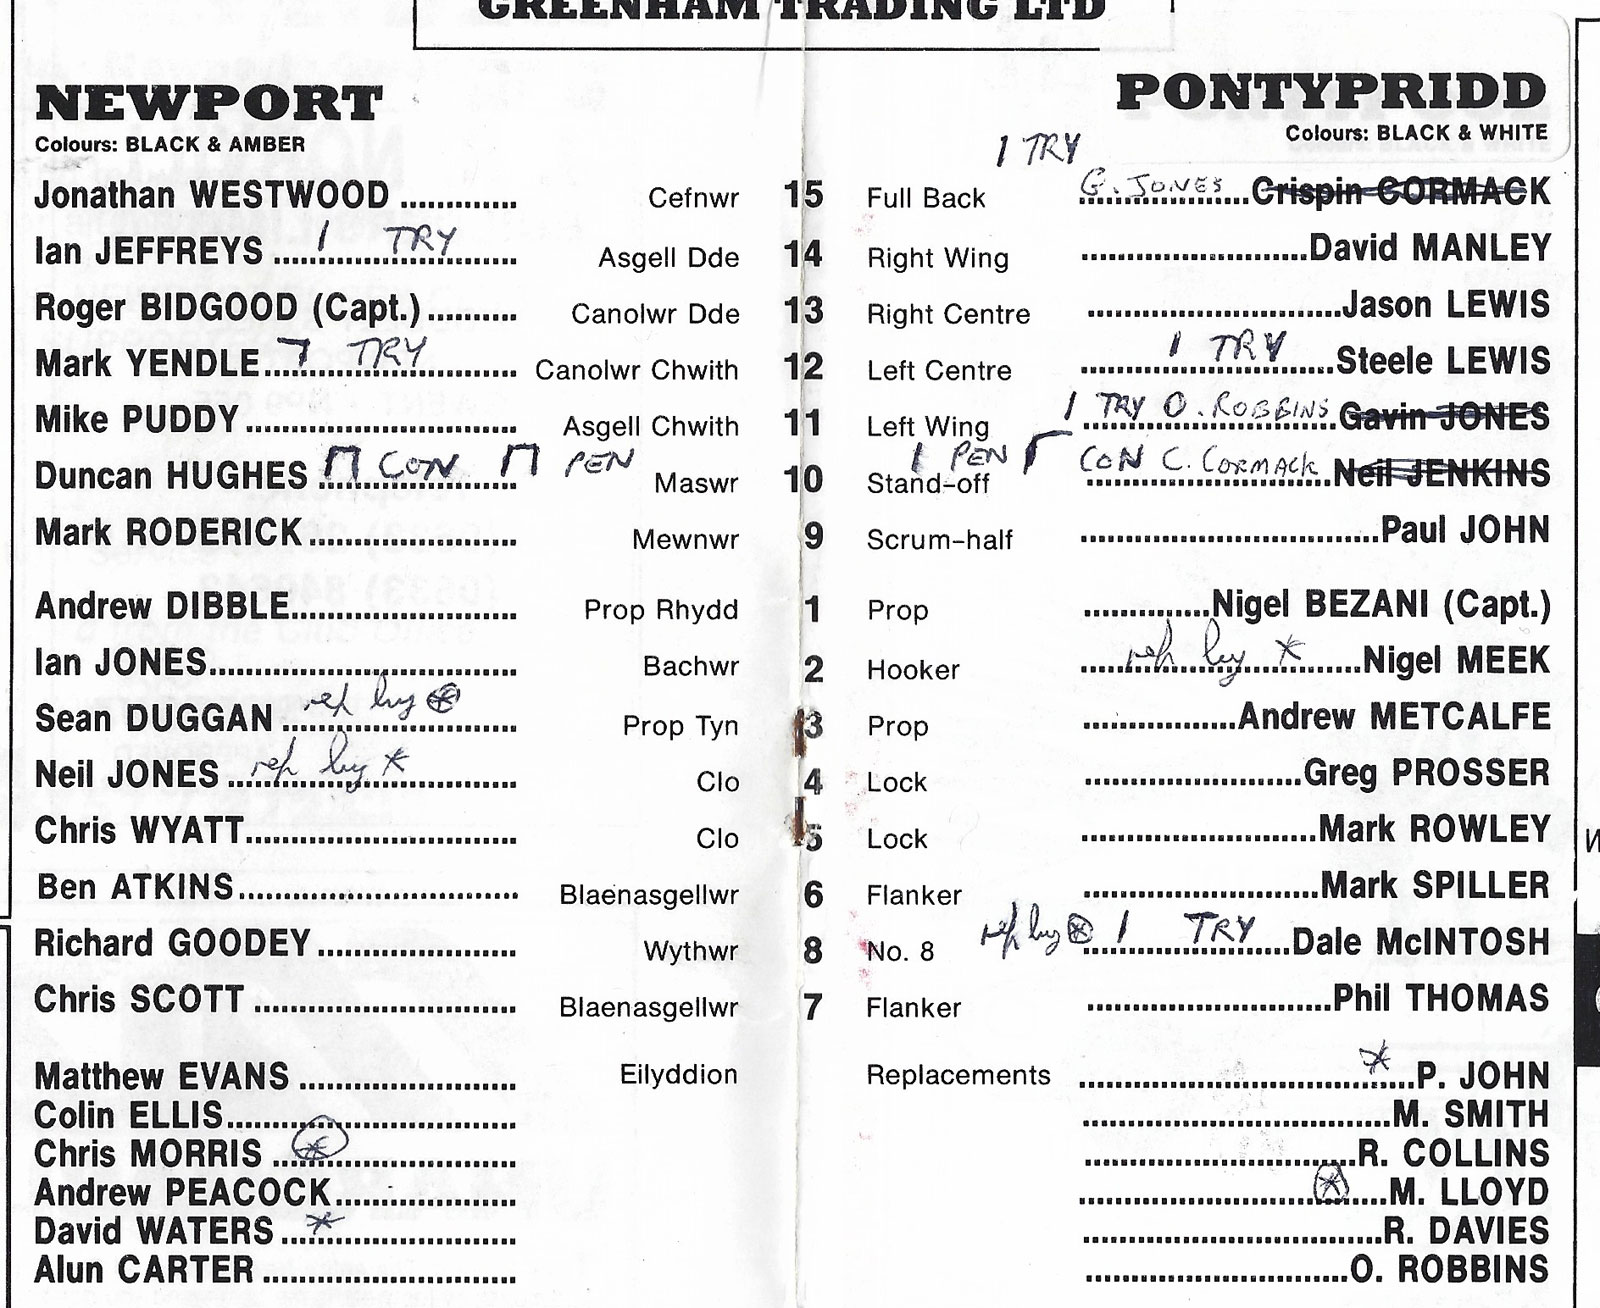 GREENHAM TRADING LTD
NEWPORT
Colours: BLACK & AMBER
PONTYPRIDD
Colours: BLACK & WHITE
1 TRY
Jonathan WESTWOOD ............. Cefnwr 15 Full Back G. JONES ..................Crispin CORMACK
Ian JEFFREYS 1 TRY ......................... Asgell Dde 14 Right Wing ........................David MANLEY
Roger BIDGOOD (Capt.).......... Canolwr Dde 13 Right Centre ...........................Jason LEWIS
Mark YENDLE 1 TRY ........................... Canolwr Chwith 12 Left Centre 1 TRY ...........................Steele LEWIS
Mike PUDDY ............................. Asgell Chwith 11 Left Wing 1 TRY O. ROBBINS ...........................Gavin JONES
Duncan HUGHES CON PEN ..................... Maswr 10 Stand-off 1 PEN CON C. CORMACK ..........................Neil JENKINS
Mark RODERICK ...................... Mewnwr 9 Scrum-half ................................Paul JOHN
Andrew DIBBLE........................ Prop Rhydd 1 Prop .............Nigel BEZANI (Capt.)
Ian JONES................................. Bachwr 2 Hooker rep by * .............................Nigel MEEK
Sean DUGGAN rep by ⊛ ......................... Prop Tyn 3 Prop ................Andrew METCALFE
Neil JONES rep by * .............................. Clo 4 Lock .......................Greg PROSSER
Chris WYATT............................. Clo 5 Lock .........................Mark ROWLEY
Ben ATKINS.............................. Blaenasgellwr 6 Flanker .........................Mark SPILLER
Richard GOODEY ..................... Wythwr 8 No. 8 rep by ⊛ 1 TRY ......................Dale McINTOSH
Chris SCOTT ............................ Blaenasgellwr 7 Flanker ..........................Phil THOMAS
Matthew EVANS ....................... Eilyddion Replacements * ....................................P. JOHN
Colin ELLIS............................... .................................M. SMITH
Chris MORRIS ⊛ .......................... .............................R. COLLINS
Andrew PEACOCK.................... ⊛ .................................M. LLOYD
David WATERS * ......................... ................................R. DAVIES
Alun CARTER ........................... ............................O. ROBBINS